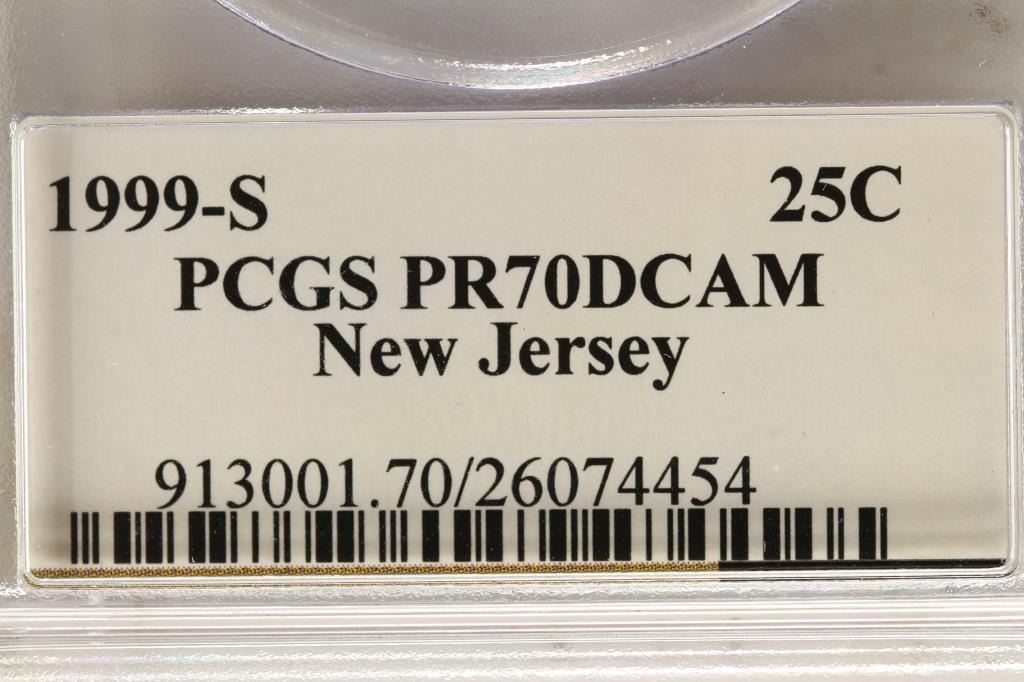 1999-S 25C
PCGS PR70DCAM
New Jersey
913001.70/26074454